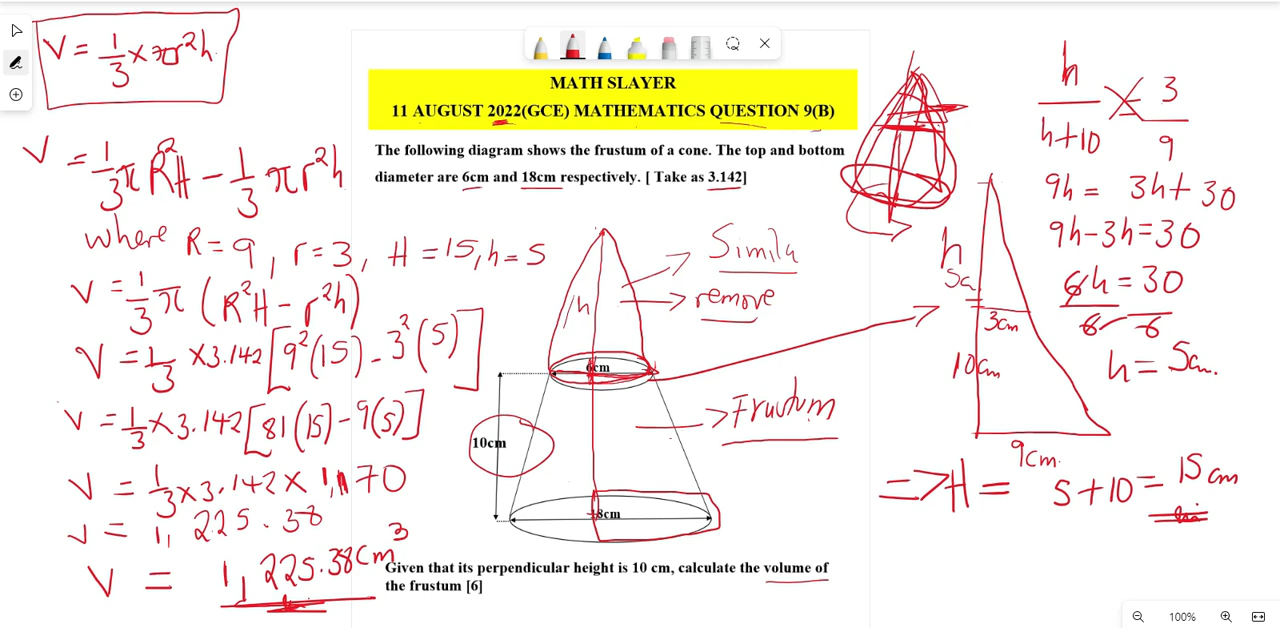 V = 1/3 × πr²h
V = 1/3 πR²H - 1/3 πr²h
where R = 9, r = 3, H = 15, h = 5
V = 1/3 π (R²H - r²h)
V = 1/3 × 3.142 [9²(15) - 3²(5)]
V = 1/3 × 3.142 [81(15) - 9(5)]
V = 1/3 × 3.142 × 1,170
V = 1,225.38
V = 1,225.38cm³
MATH SLAYER
11 AUGUST 2022(GCE) MATHEMATICS QUESTION 9(B)
The following diagram shows the frustum of a cone. The top and bottom
diameter are 6cm and 18cm respectively. [ Take as 3.142]
h
Simila
remove
6cm
10cm
Frustum
18cm
Given that its perpendicular height is 10 cm, calculate the volume of
the frustum [6]
h/h+10 = 3/9
9h = 3h + 30
9h - 3h = 30
6h = 30
6 6
h = 5cm.
h
3cm
10cm
9cm.
=> H = 5 + 10 = 15cm
100%